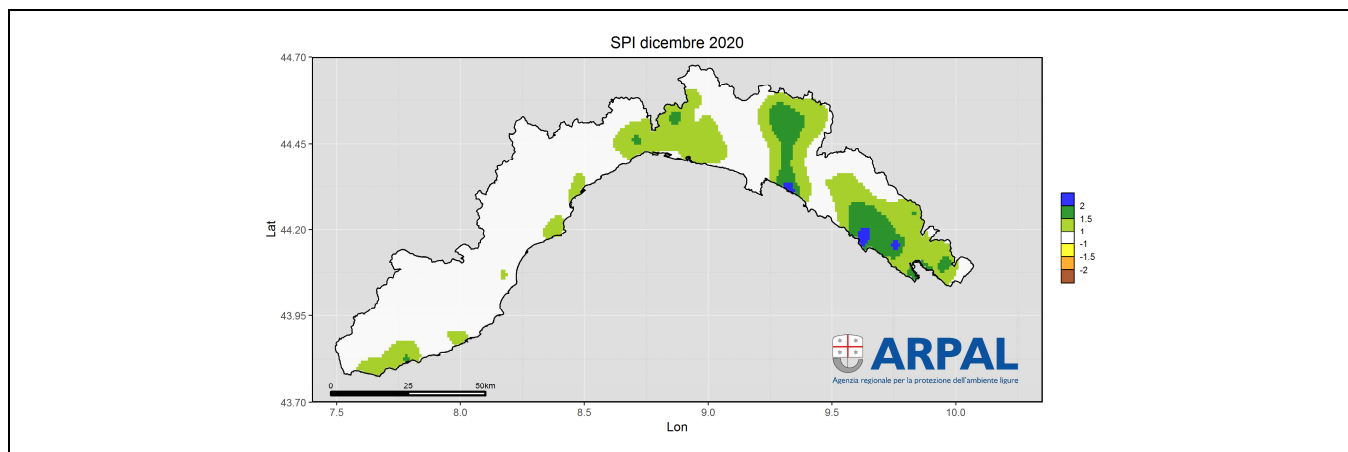 SPI dicembre 2020
44.70
44.45
44.20
43.95
43.70
Lat
2
1.5
1
-1
-1.5
-2
ARPAL
Agenzia regionale per la protezione dell'ambiente ligure
0 25 50km
7.5 8.0 8.5 9.0 9.5 10.0
Lon